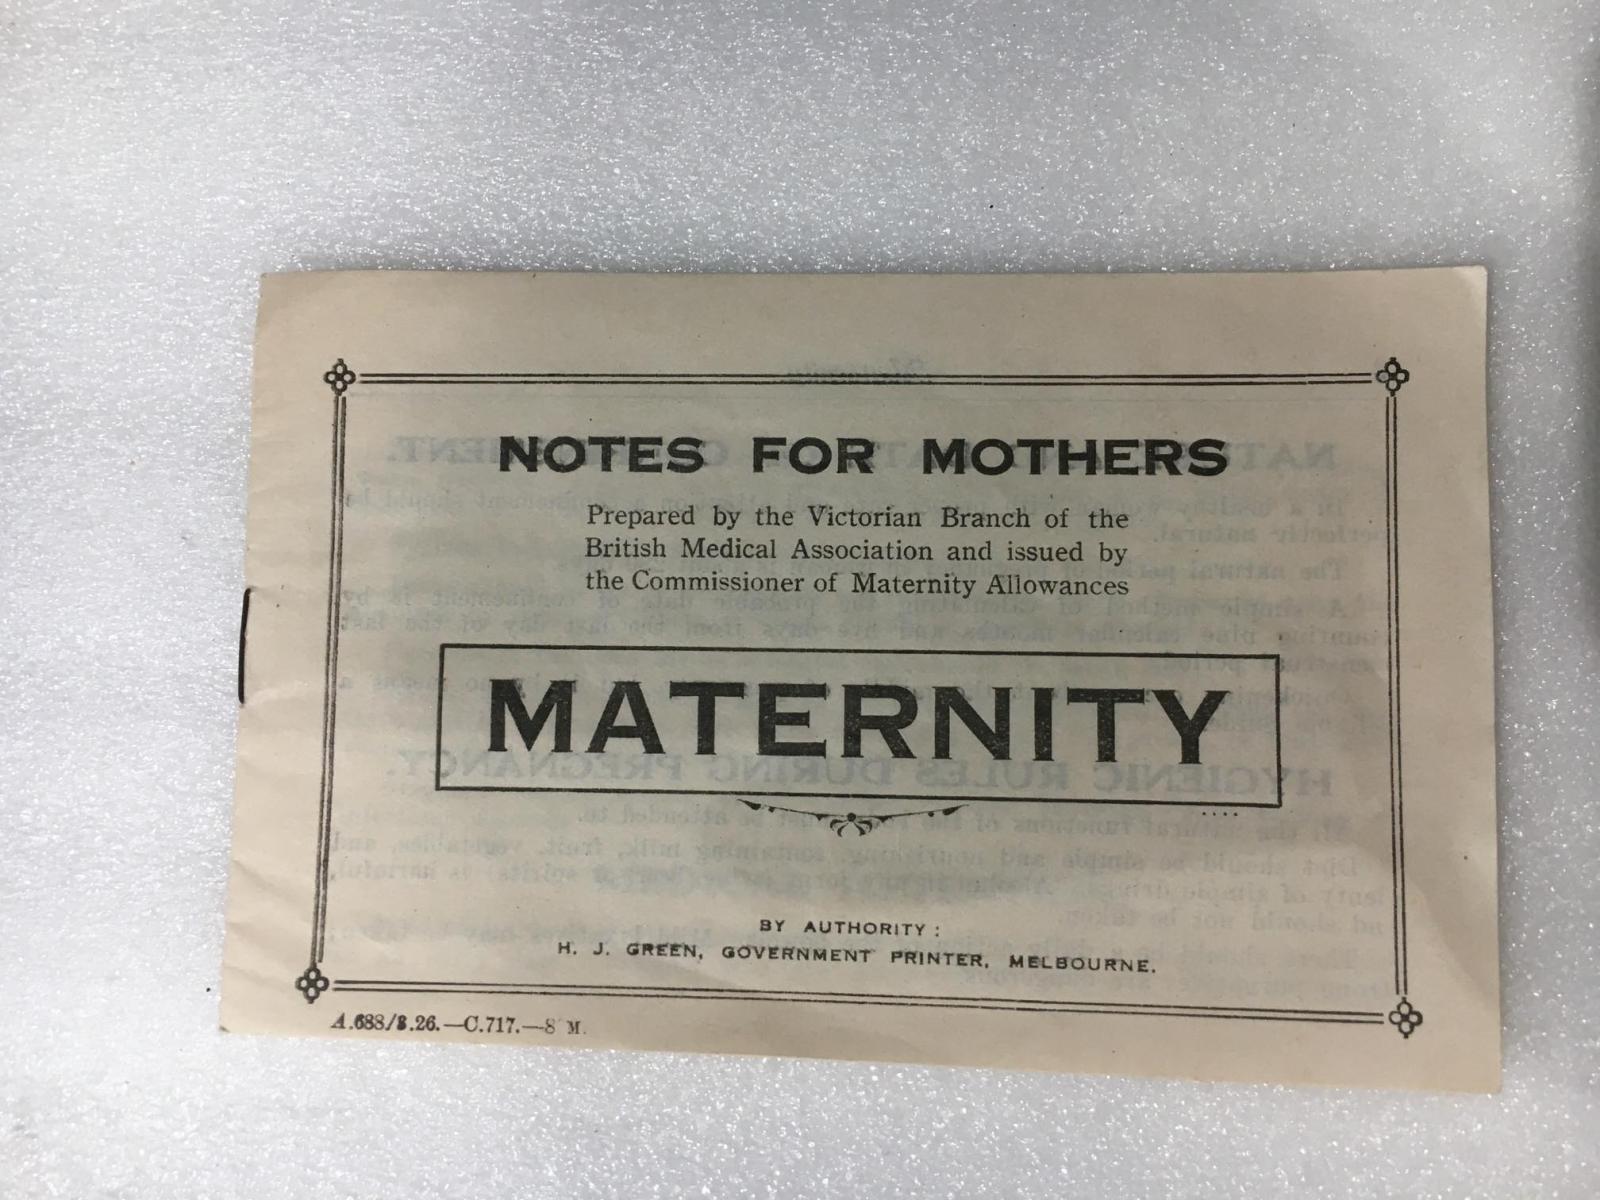 NOTES FOR MOTHERS
Prepared by the Victorian Branch of the
British Medical Association and issued by
the Commissioner of Maternity Allowances
MATERNITY
BY AUTHORITY:
H. J. GREEN, GOVERNMENT PRINTER, MELBOURNE.
A.688/8.26.—C.717.—8 M.